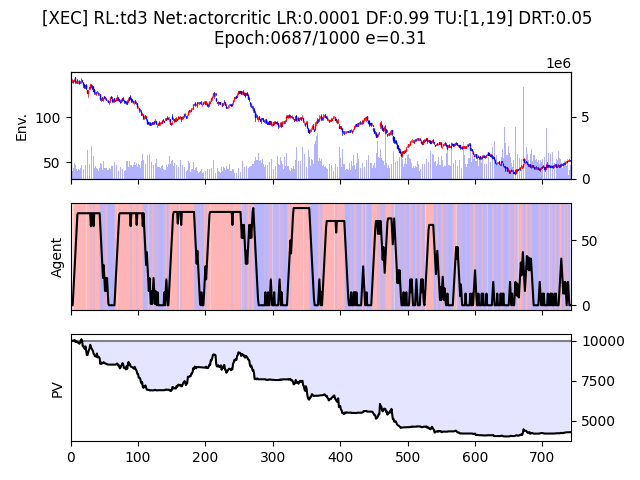 [XEC] RL:td3 Net:actorcritic LR:0.0001 DF:0.99 TU:[1,19] DRT:0.05
Epoch:0687/1000 e=0.31
1e6
Env.
100
50
5
0
Agent
50
0
PV
10000
7500
5000
0 100 200 300 400 500 600 700